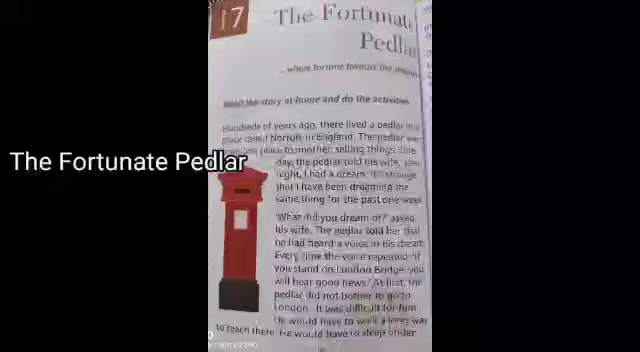 17
The Fortunate
Pedlar
... where fortune favours the
Read the story at home and do the activities
Hundreds of years ago, there lived a pedlar in a
place called Norfolk in England. The pedlar went
from one place to another, selling things. One
day, the pedlar told his wife,
night, I had a dream. It's strange
that I have been dreaming the
same thing for the past one week
'What did you dream of?' asked
his wife. The pedlar told her that
he had heard a voice in his dream
Every time the voice repeated, 'If
you stand on London Bridge, you
will hear good news.' At first, the
pedlar did not bother to go to
London. It was difficult for him
He would have to walk a long way
to reach there. He would have to sleep under
The Fortunate Pedlar